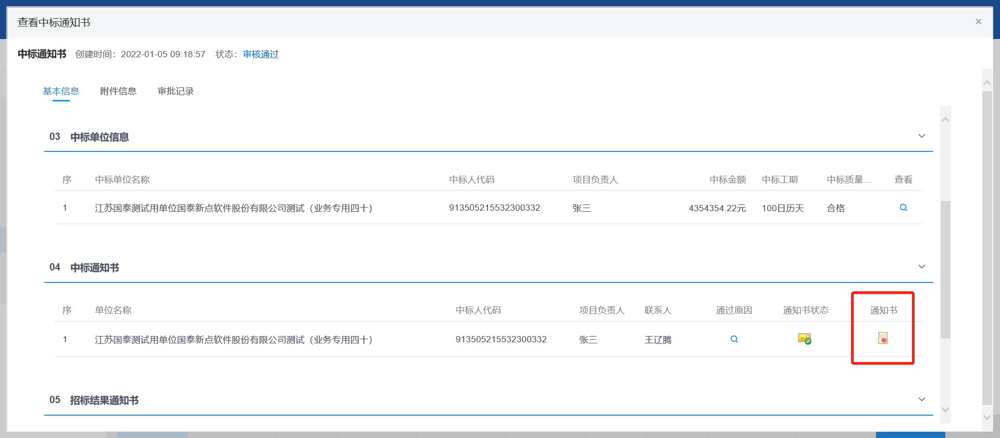 查看中标通知书
中标通知书 创建时间：2022-01-05 09:18:57 状态：审核通过
基本信息 附件信息 审批记录
03 中标单位信息
序 中标单位名称 中标人代码 项目负责人 中标金额 中标工期 中标质量... 查看
1 江苏国泰测试用单位国泰新点软件股份有限公司测试（业务专用四十） 913505215532300332 张三 4354354.22元 100日历天 合格
04 中标通知书
序 单位名称 中标人代码 项目负责人 联系人 通过原因 通知书状态 通知书
1 江苏国泰测试用单位国泰新点软件股份有限公司测试（业务专用四十） 913505215532300332 张三 王辽腾
05 招标结果通知书